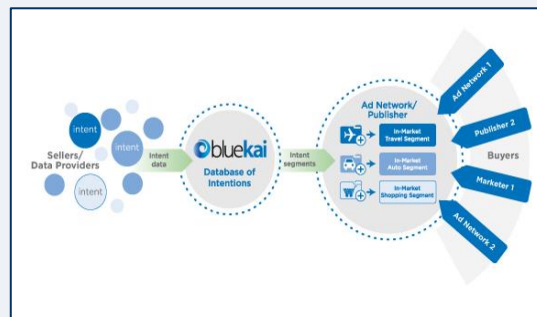 intent
intent
intent
Sellers/
Data Providers
Intent
data
bluekai
Database of
Intentions
Intent
segments
Ad Network/
Publisher
In-Market
Travel Segment
In-Market
Auto Segment
In-Market
Shopping Segment
Ad Network 1
Publisher 2
Buyers
Marketer 1
Ad Network 2